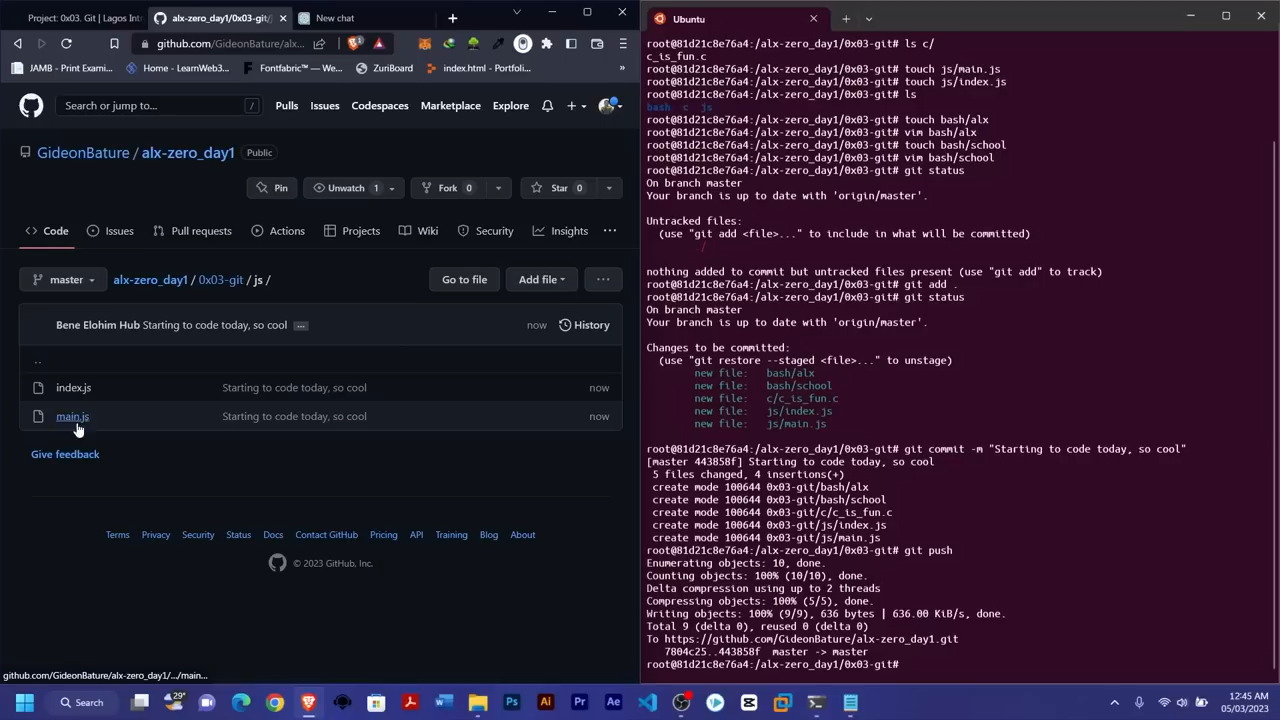 Project: 0x03. Git | Lagos Inten
alx-zero_day1/0x03-git/
New chat
github.com/GideonBature/alx-...
JAMB - Print Exami...
Home - LearnWeb3...
Fontfabric™ — We...
ZuriBoard
index.html - Portfol...
»
Search or jump to...
/
Pulls
Issues
Codespaces
Marketplace
Explore
GideonBature / alx-zero_day1
Public
Pin
Unwatch 1
Fork 0
Star 0
Code
Issues
Pull requests
Actions
Projects
Wiki
Security
Insights
master
alx-zero_day1 / 0x03-git / js /
Go to file
Add file
Bene Elohim Hub Starting to code today, so cool
now
History
..
index.js
Starting to code today, so cool
now
main.js
Starting to code today, so cool
now
Give feedback
Terms
Privacy
Security
Status
Docs
Contact GitHub
Pricing
API
Training
Blog
About
© 2023 GitHub, Inc.
github.com/GideonBature/alx-zero_day1/.../main...
Ubuntu
root@81d21c8e76a4:/alx-zero_day1/0x03-git# ls c/
c_is_fun.c
root@81d21c8e76a4:/alx-zero_day1/0x03-git# touch js/main.js
root@81d21c8e76a4:/alx-zero_day1/0x03-git# touch js/index.js
root@81d21c8e76a4:/alx-zero_day1/0x03-git# ls
bash c js
root@81d21c8e76a4:/alx-zero_day1/0x03-git# touch bash/alx
root@81d21c8e76a4:/alx-zero_day1/0x03-git# vim bash/alx
root@81d21c8e76a4:/alx-zero_day1/0x03-git# touch bash/school
root@81d21c8e76a4:/alx-zero_day1/0x03-git# vim bash/school
root@81d21c8e76a4:/alx-zero_day1/0x03-git# git status
On branch master
Your branch is up to date with 'origin/master'.
Untracked files:
(use "git add <file>..." to include in what will be committed)
./
nothing added to commit but untracked files present (use "git add" to track)
root@81d21c8e76a4:/alx-zero_day1/0x03-git# git add .
root@81d21c8e76a4:/alx-zero_day1/0x03-git# git status
On branch master
Your branch is up to date with 'origin/master'.
Changes to be committed:
(use "git restore --staged <file>..." to unstage)
new file: bash/alx
new file: bash/school
new file: c/c_is_fun.c
new file: js/index.js
new file: js/main.js
root@81d21c8e76a4:/alx-zero_day1/0x03-git# git commit -m "Starting to code today, so cool"
[master 443858f] Starting to code today, so cool
5 files changed, 4 insertions(+)
create mode 100644 0x03-git/bash/alx
create mode 100644 0x03-git/bash/school
create mode 100644 0x03-git/c/c_is_fun.c
create mode 100644 0x03-git/js/index.js
create mode 100644 0x03-git/js/main.js
root@81d21c8e76a4:/alx-zero_day1/0x03-git# git push
Enumerating objects: 10, done.
Counting objects: 100% (10/10), done.
Delta compression using up to 2 threads
Compressing objects: 100% (5/5), done.
Writing objects: 100% (9/9), 636 bytes | 636.00 KiB/s, done.
Total 9 (delta 0), reused 0 (delta 0)
To https://github.com/GideonBature/alx-zero_day1.git
7804c25..443858f master -> master
root@81d21c8e76a4:/alx-zero_day1/0x03-git#
Search
29°
12:45 AM
05/03/2023